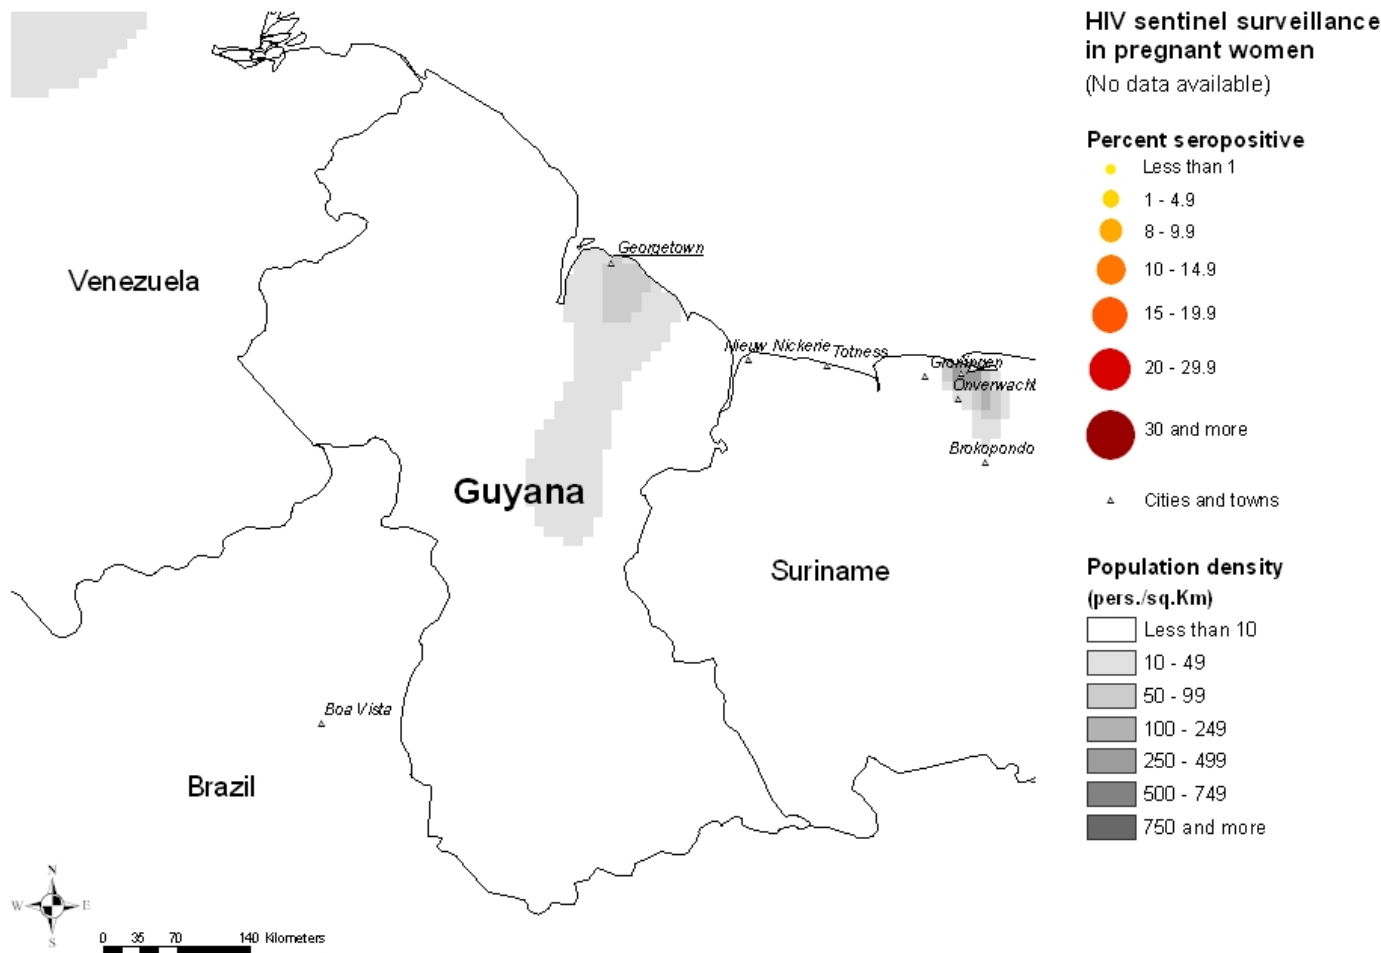 HIV sentinel surveillance
in pregnant women
(No data available)
Percent seropositive
Less than 1
1 - 4.9
8 - 9.9
10 - 14.9
15 - 19.9
20 - 29.9
30 and more
Cities and towns
Population density
(pers./sq.Km)
Less than 10
10 - 49
50 - 99
100 - 249
250 - 499
500 - 749
750 and more
Georgetown
Venezuela
Nieuw Nickerie
Totness
Groningen
Onverwacht
Brokopondo
Guyana
Suriname
Boa Vista
Brazil
N
W E
S
0 35 70 140 Kilometers